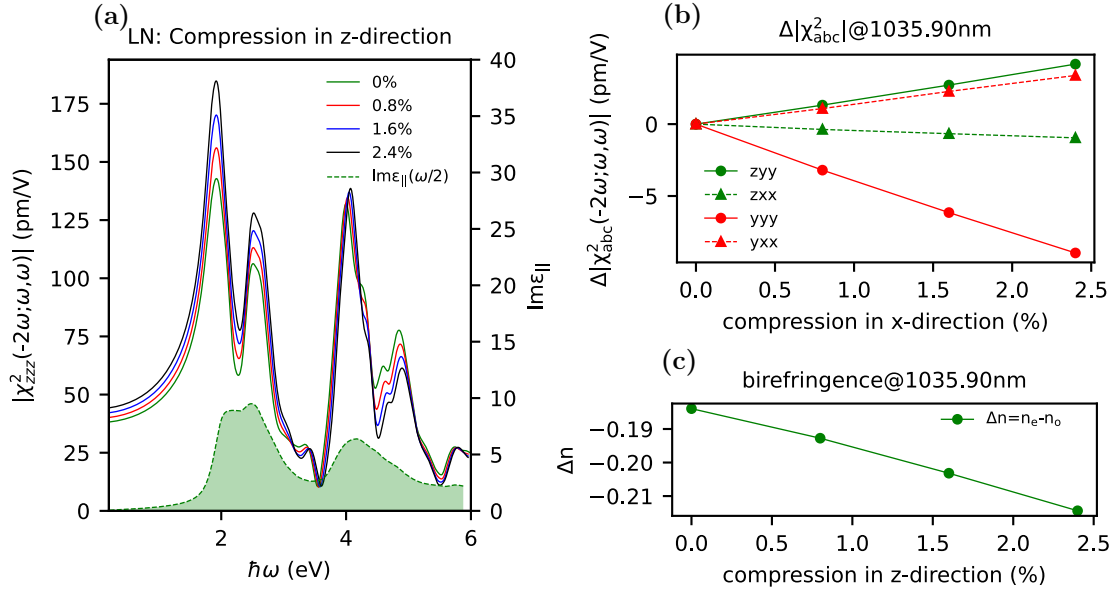 (a)
LN: Compression in z-direction
|χ²zzz(-2ω;ω,ω)| (pm/V)
175
150
125
100
75
50
25
0
0%
0.8%
1.6%
2.4%
Imε||(ω/2)
40
35
30
25
20
15
10
5
0
Imε||
2
4
6
ħω (eV)
(b)
Δ|χ²abc|@1035.90nm
Δ|χ²abc(-2ω;ω,ω)| (pm/V)
0
−5
zyy
zxx
yyy
yxx
0.0
0.5
1.0
1.5
2.0
2.5
compression in x-direction (%)
(c)
birefringence@1035.90nm
Δn
−0.19
−0.20
−0.21
Δn=ne-no
0.0
0.5
1.0
1.5
2.0
2.5
compression in z-direction (%)